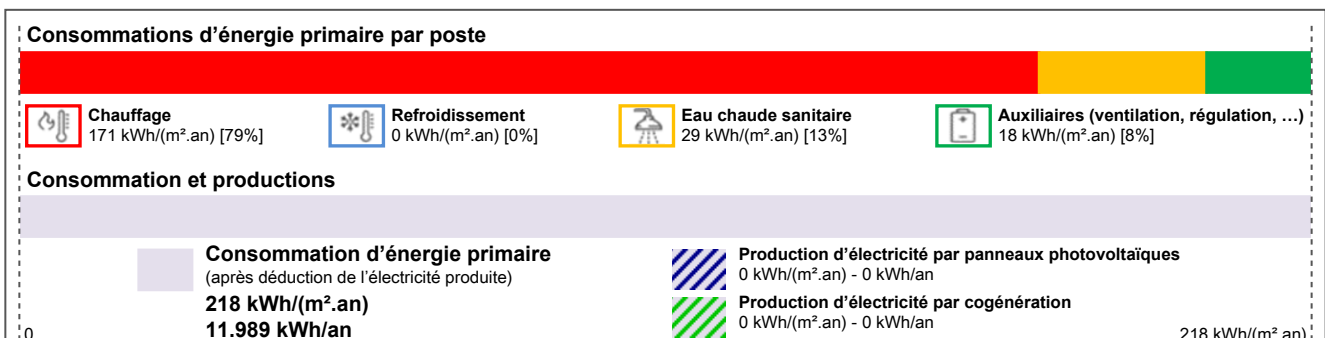 Consommations d’énergie primaire par poste
Chauffage
171 kWh/(m².an) [79%]
Refroidissement
0 kWh/(m².an) [0%]
Eau chaude sanitaire
29 kWh/(m².an) [13%]
Auxiliaires (ventilation, régulation, …)
18 kWh/(m².an) [8%]
Consommation et productions
Consommation d’énergie primaire
(après déduction de l’électricité produite)
218 kWh/(m².an)
11.989 kWh/an
Production d’électricité par panneaux photovoltaïques
0 kWh/(m².an) - 0 kWh/an
Production d’électricité par cogénération
0 kWh/(m².an) - 0 kWh/an
0
218 kWh/(m².an)